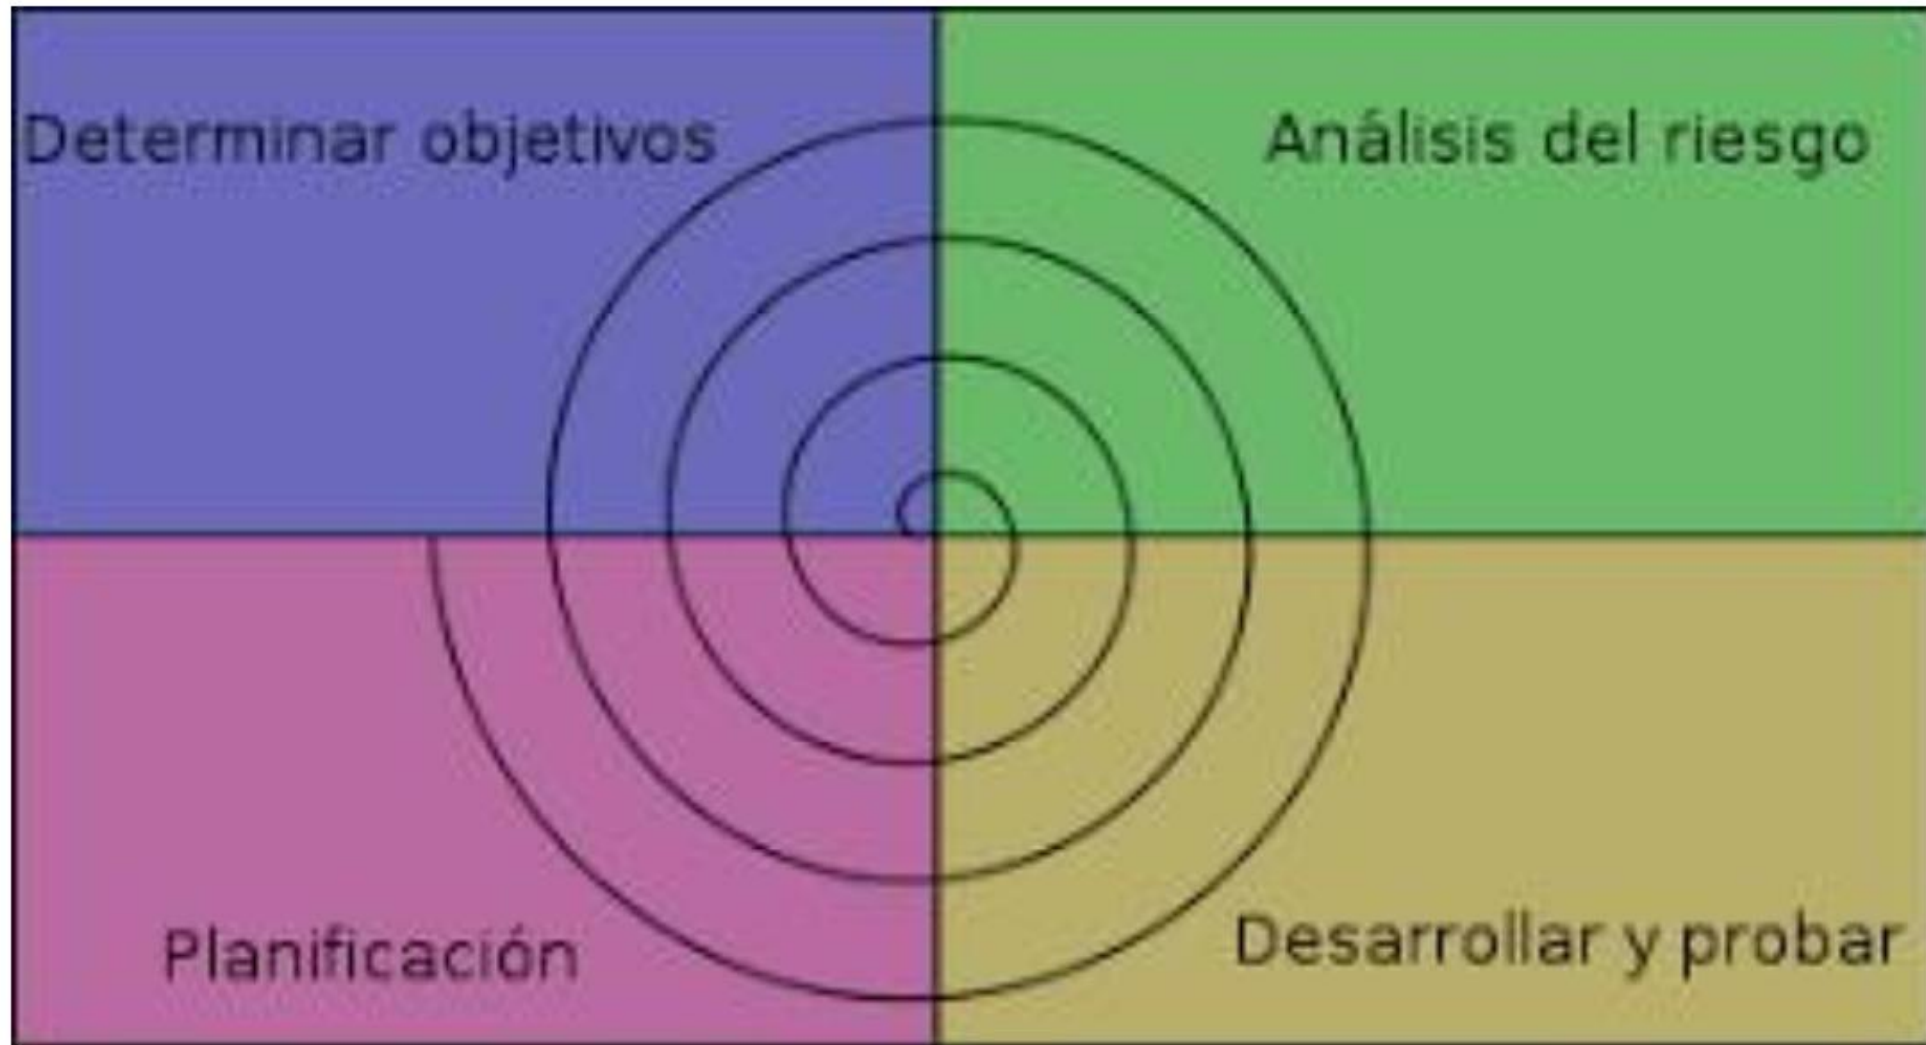 Determinar objetivos
Análisis del riesgo
Planificación
Desarrollar y probar